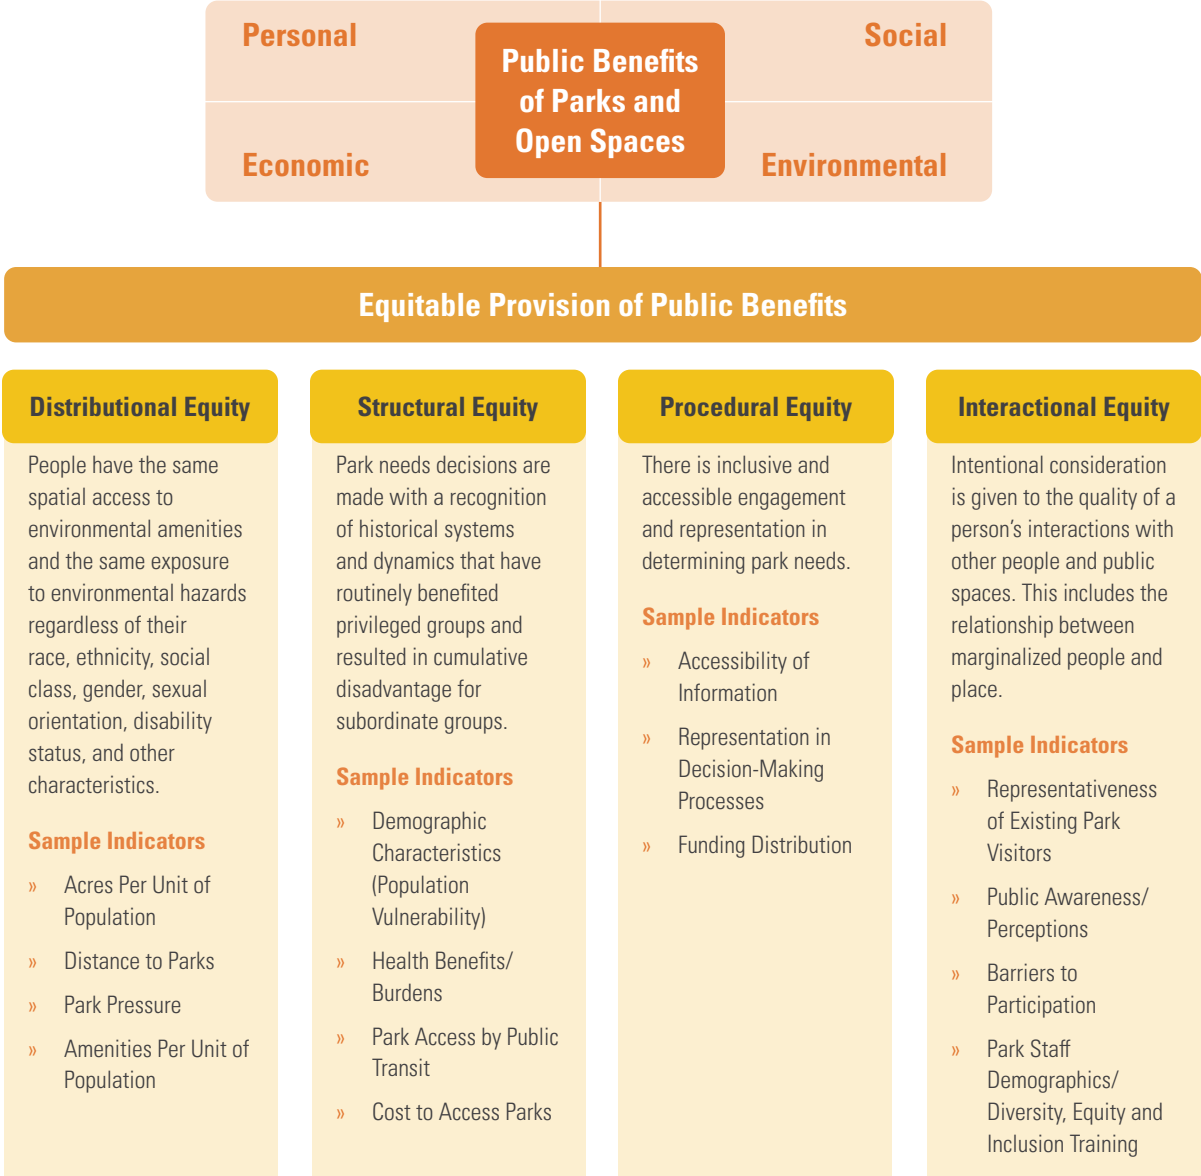 Personal
Social
Public Benefits
of Parks and
Open Spaces
Economic
Environmental
Equitable Provision of Public Benefits
Distributional Equity
People have the same
spatial access to
environmental amenities
and the same exposure
to environmental hazards
regardless of their
race, ethnicity, social
class, gender, sexual
orientation, disability
status, and other
characteristics.
Sample Indicators
» Acres Per Unit of
Population
» Distance to Parks
» Park Pressure
» Amenities Per Unit of
Population
Structural Equity
Park needs decisions are
made with a recognition
of historical systems
and dynamics that have
routinely benefited
privileged groups and
resulted in cumulative
disadvantage for
subordinate groups.
Sample Indicators
» Demographic
Characteristics
(Population
Vulnerability)
» Health Benefits/
Burdens
» Park Access by Public
Transit
» Cost to Access Parks
Procedural Equity
There is inclusive and
accessible engagement
and representation in
determining park needs.
Sample Indicators
» Accessibility of
Information
» Representation in
Decision-Making
Processes
» Funding Distribution
Interactional Equity
Intentional consideration
is given to the quality of a
person's interactions with
other people and public
spaces. This includes the
relationship between
marginalized people and
place.
Sample Indicators
» Representativeness
of Existing Park
Visitors
» Public Awareness/
Perceptions
» Barriers to
Participation
» Park Staff
Demographics/
Diversity, Equity and
Inclusion Training